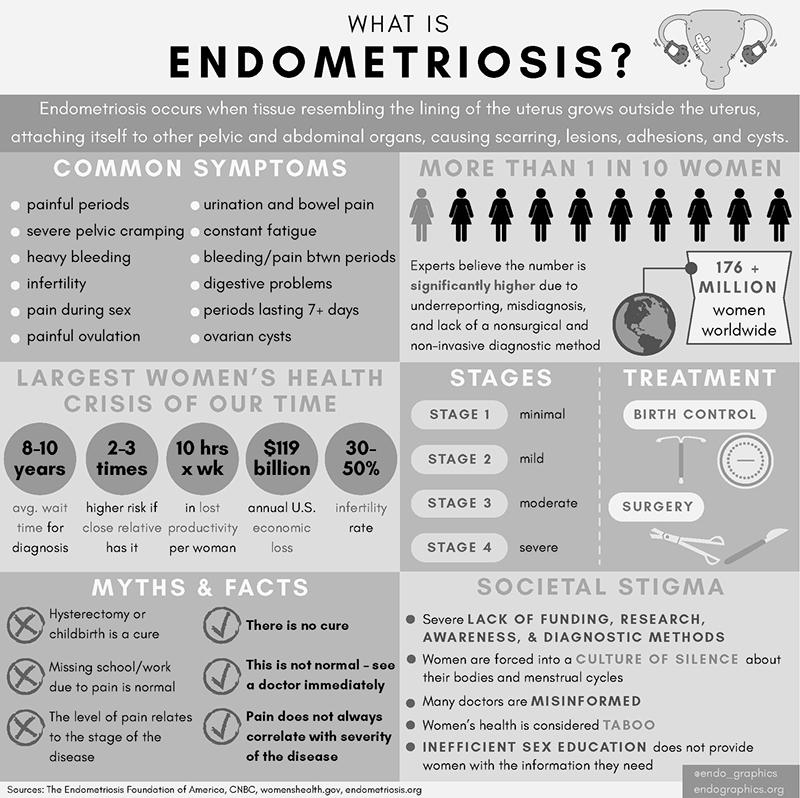 WHAT IS
ENDOMETRIOSIS?
Endometriosis occurs when tissue resembling the lining of the uterus grows outside the uterus,
attaching itself to other pelvic and abdominal organs, causing scarring, lesions, adhesions, and cysts.
COMMON SYMPTOMS
painful periods
severe pelvic cramping
heavy bleeding
infertility
pain during sex
painful ovulation
urination and bowel pain
constant fatigue
bleeding/pain btwn periods
digestive problems
periods lasting 7+ days
ovarian cysts
MORE THAN 1 IN 10 WOMEN
Experts believe the number is
significantly higher due to
underreporting, misdiagnosis,
and lack of a nonsurgical and
non-invasive diagnostic method
176 +
MILLION
women
worldwide
LARGEST WOMEN'S HEALTH
CRISIS OF OUR TIME
8-10
years
avg. wait
time for
diagnosis
2-3
times
higher risk if
close relative
has it
10 hrs
x wk
in lost
productivity
per woman
$119
billion
annual U.S.
economic
loss
30-
50%
infertility
rate
STAGES
STAGE 1 minimal
STAGE 2 mild
STAGE 3 moderate
STAGE 4 severe
TREATMENT
BIRTH CONTROL
SURGERY
MYTHS & FACTS
Hysterectomy or
childbirth is a cure
There is no cure
Missing school/work
due to pain is normal
This is not normal - see
a doctor immediately
The level of pain relates
to the stage of the
disease
Pain does not always
correlate with severity
of the disease
SOCIETAL STIGMA
Severe LACK OF FUNDING, RESEARCH,
AWARENESS, & DIAGNOSTIC METHODS
Women are forced into a CULTURE OF SILENCE about
their bodies and menstrual cycles
Many doctors are MISINFORMED
Women's health is considered TABOO
INEFFICIENT SEX EDUCATION does not provide
women with the information they need
Sources: The Endometriosis Foundation of America, CNBC, womenshealth.gov, endometriosis.org
@endo_graphics
endographics.org